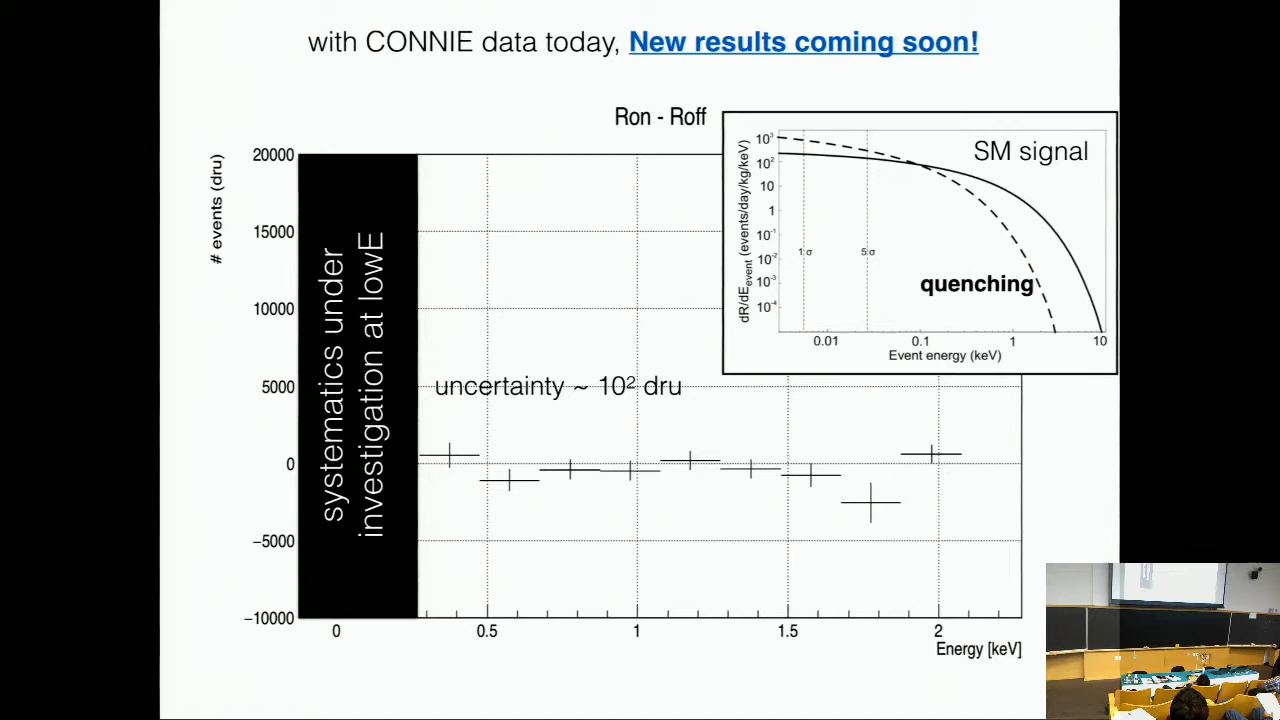 with CONNIE data today, New results coming soon!
Ron - Roff
# events (dru)
20000
15000
10000
5000
0
−5000
−10000
systematics under
investigation at lowE
uncertainty ~ 10² dru
0
0.5
1
1.5
2
Energy [keV]
SM signal
quenching
dR/dEevent (events/day/kg/keV)
10³
10²
10
1
10⁻¹
10⁻²
10⁻³
10⁻⁴
1 σ
5 σ
0.01
0.1
1
10
Event energy (keV)